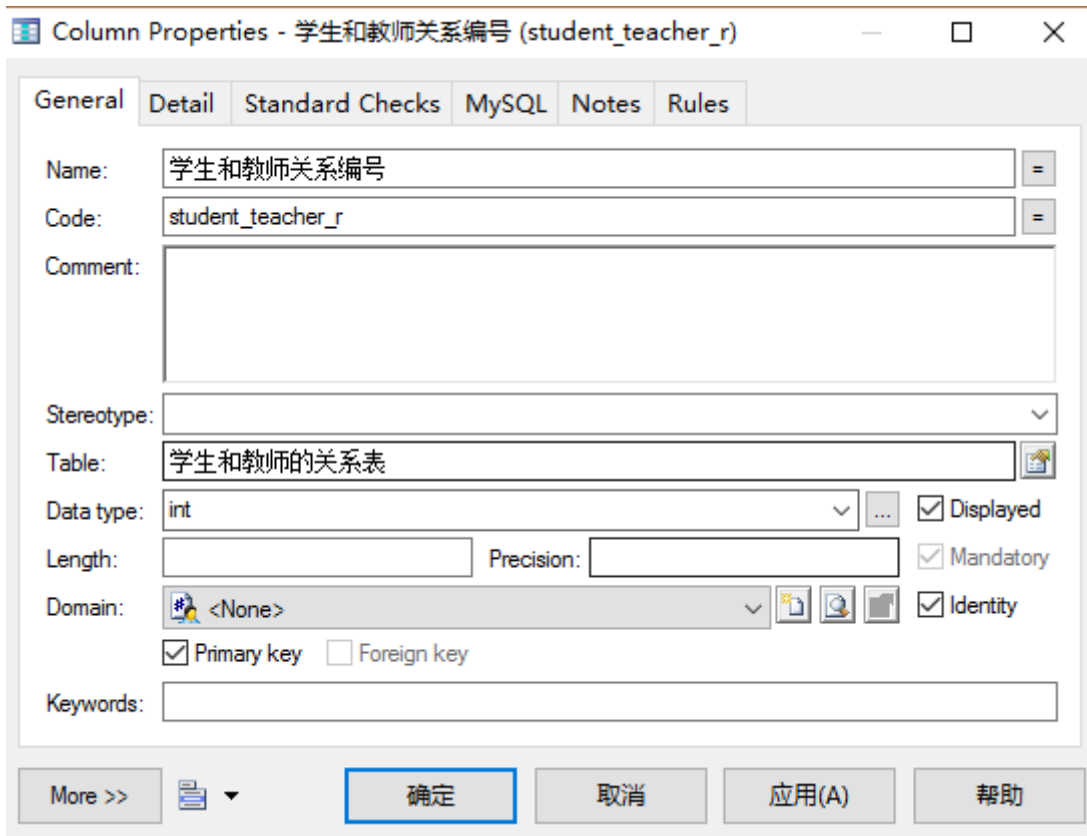 Column Properties - 学生和教师关系编号 (student_teacher_r)
General Detail Standard Checks MySQL Notes Rules
Name: 学生和教师关系编号 =
Code: student_teacher_r =
Comment:
Stereotype:
Table: 学生和教师的关系表
Data type: int ... Displayed
Length: Precision: Mandatory
Domain: <None> Identity
Primary key Foreign key
Keywords:
More >> 确定 取消 应用(A) 帮助